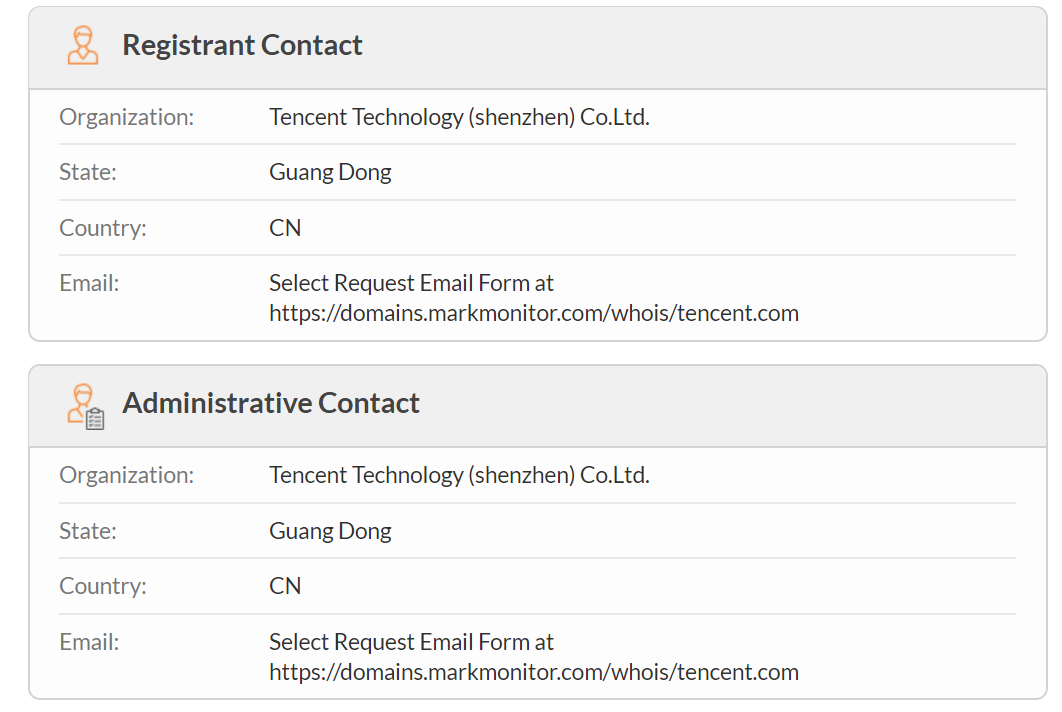 Registrant Contact
Organization: Tencent Technology (shenzhen) Co.Ltd.
State: Guang Dong
Country: CN
Email: Select Request Email Form at
https://domains.markmonitor.com/whois/tencent.com
Administrative Contact
Organization: Tencent Technology (shenzhen) Co.Ltd.
State: Guang Dong
Country: CN
Email: Select Request Email Form at
https://domains.markmonitor.com/whois/tencent.com